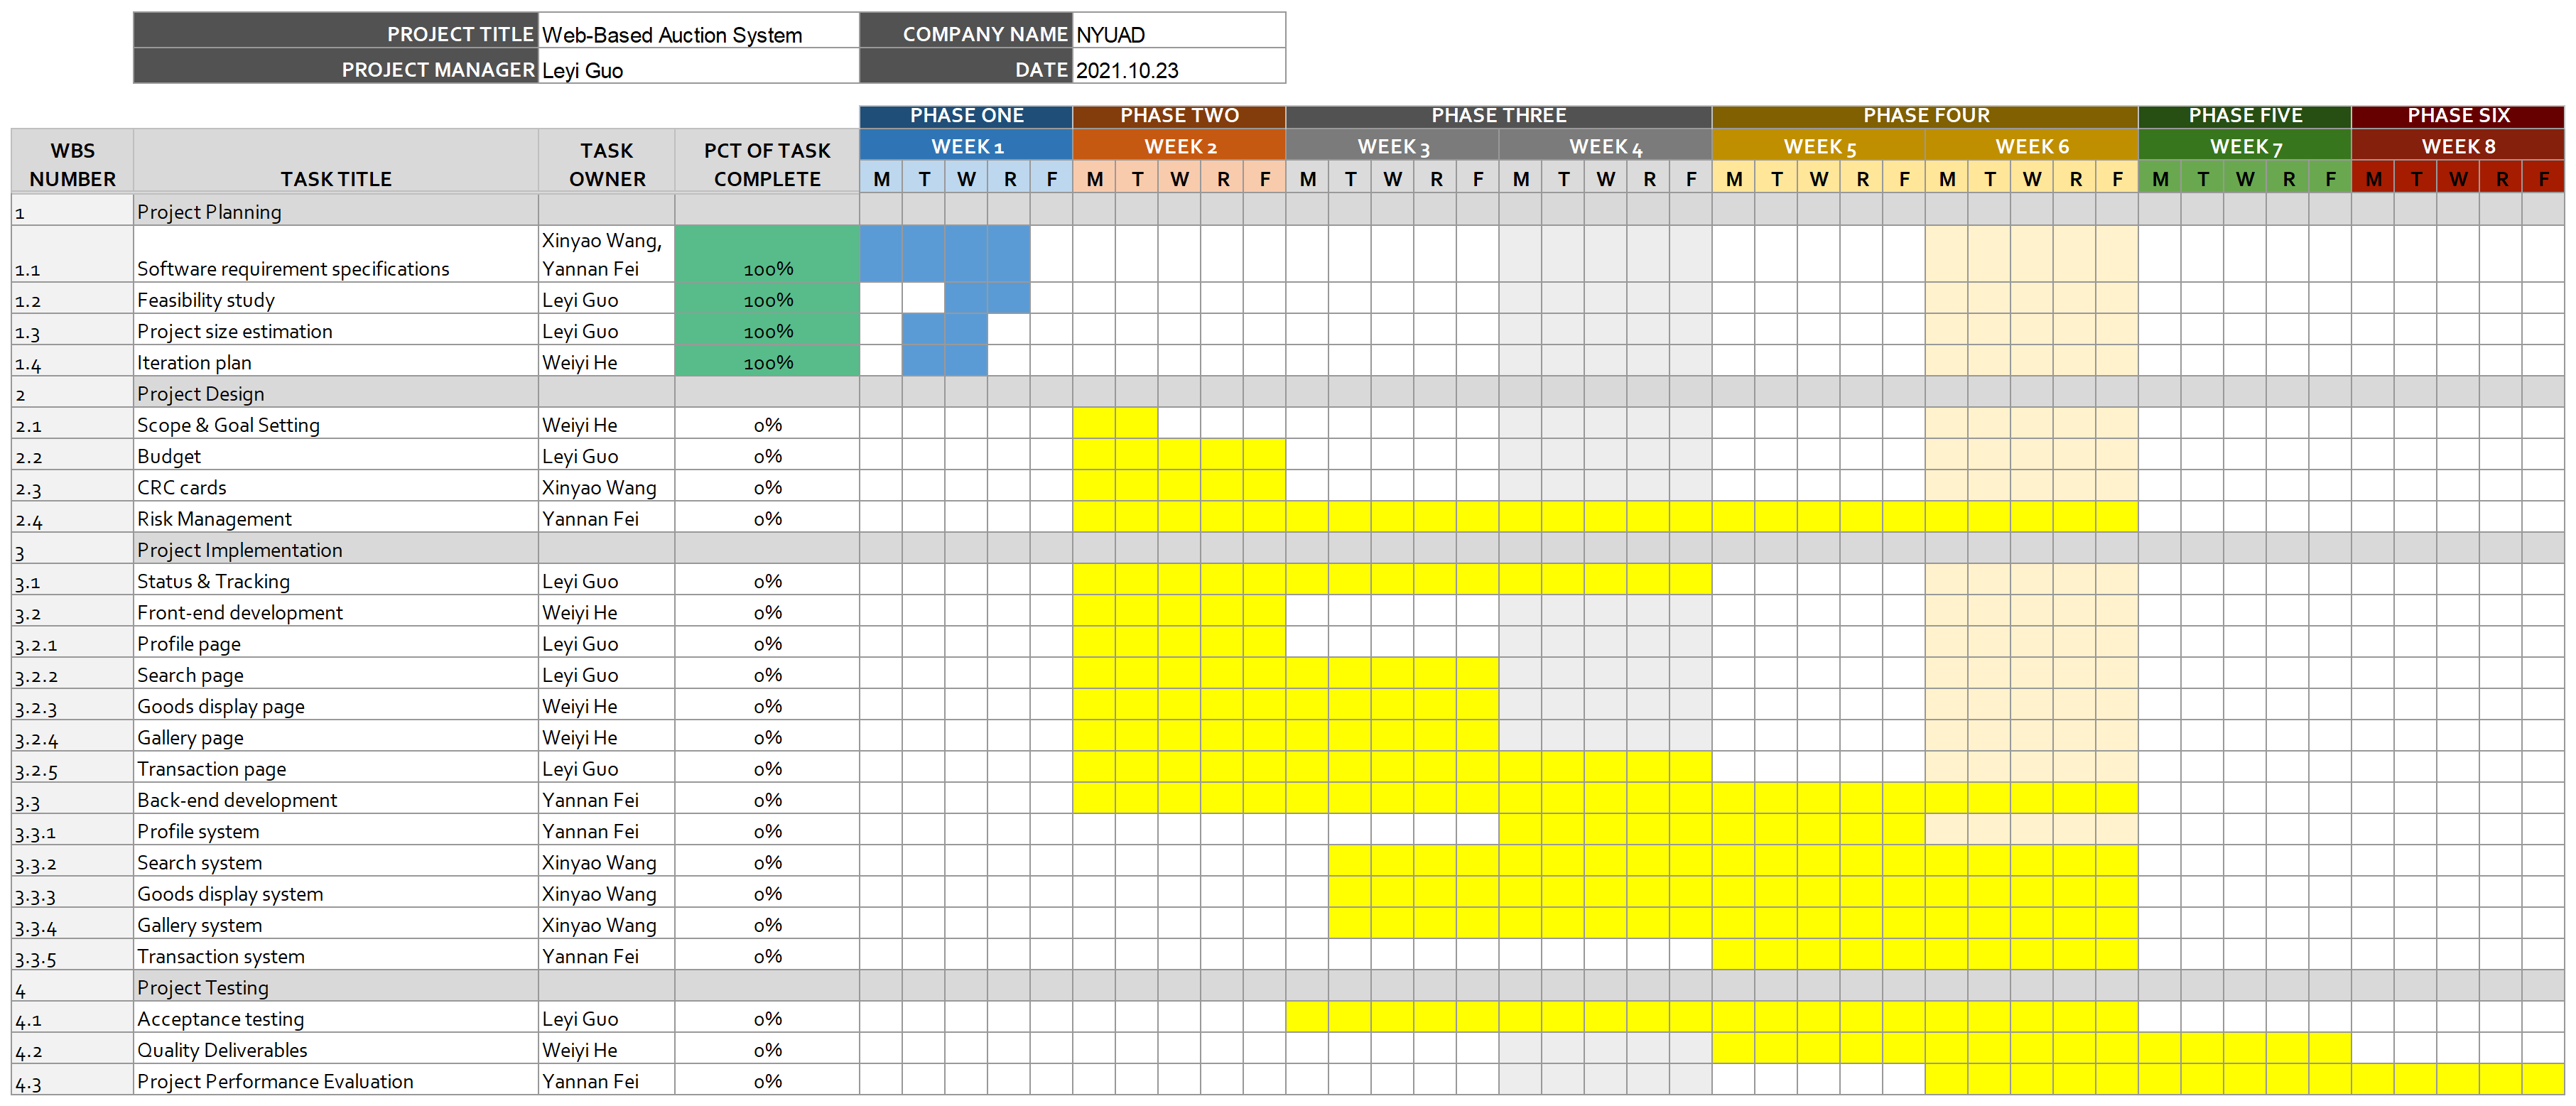 PROJECT TITLE Web-Based Auction System COMPANY NAME NYUAD
PROJECT MANAGER Leyi Guo DATE 2021.10.23
PHASE ONE PHASE TWO PHASE THREE PHASE FOUR PHASE FIVE PHASE SIX
WBS NUMBER TASK TITLE TASK OWNER PCT OF TASK COMPLETE WEEK 1 WEEK 2 WEEK 3 WEEK 4 WEEK 5 WEEK 6 WEEK 7 WEEK 8
M T W R F M T W R F M T W R F M T W R F M T W R F M T W R F M T W R F M T W R F
1 Project Planning
1.1 Software requirement specifications Xinyao Wang, Yannan Fei 100%
1.2 Feasibility study Leyi Guo 100%
1.3 Project size estimation Leyi Guo 100%
1.4 Iteration plan Weiyi He 100%
2 Project Design
2.1 Scope & Goal Setting Weiyi He 0%
2.2 Budget Leyi Guo 0%
2.3 CRC cards Xinyao Wang 0%
2.4 Risk Management Yannan Fei 0%
3 Project Implementation
3.1 Status & Tracking Leyi Guo 0%
3.2 Front-end development Weiyi He 0%
3.2.1 Profile page Leyi Guo 0%
3.2.2 Search page Leyi Guo 0%
3.2.3 Goods display page Weiyi He 0%
3.2.4 Gallery page Weiyi He 0%
3.2.5 Transaction page Leyi Guo 0%
3.3 Back-end development Yannan Fei 0%
3.3.1 Profile system Yannan Fei 0%
3.3.2 Search system Xinyao Wang 0%
3.3.3 Goods display system Xinyao Wang 0%
3.3.4 Gallery system Xinyao Wang 0%
3.3.5 Transaction system Yannan Fei 0%
4 Project Testing
4.1 Acceptance testing Leyi Guo 0%
4.2 Quality Deliverables Weiyi He 0%
4.3 Project Performance Evaluation Yannan Fei 0%